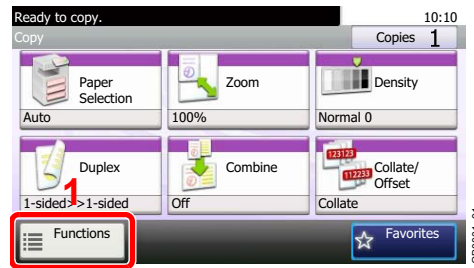 Ready to copy.
10:10
Copy
Copies 1
Paper
Selection
Auto
Zoom
100%
Density
Normal 0
Duplex
1-sided>>1-sided
Combine
Off
123123
112233
Collate/
Offset
Collate
1
Functions
Favorites